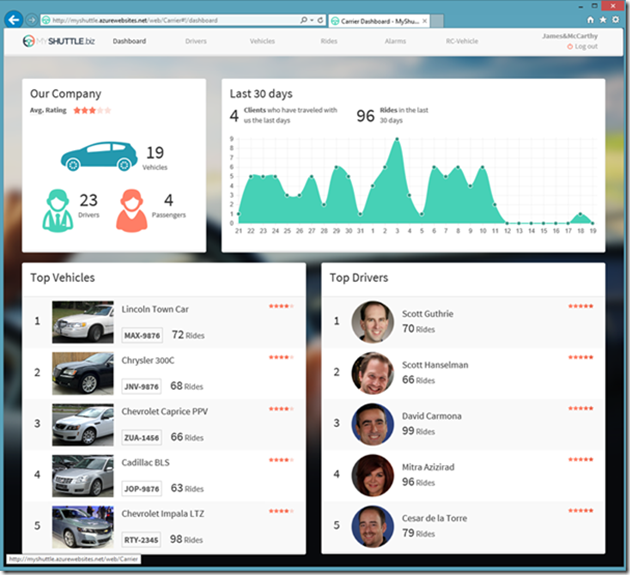 http://myshuttle.azurewebsites.net/web/Carrier#!/dashboard
Carrier Dashboard - MyShu...
MYSHUTTLE.biz
Dashboard
Drivers
Vehicles
Rides
Alarms
RC-Vehicle
James&McCarthy
Log out
Our Company
Avg. Rating
19
Vehicles
23
Drivers
4
Passengers
Last 30 days
4 Clients who have traveled with
us the last days
96 Rides in the last
30 days
9
8
7
6
5
4
3
2
1
0
21 22 23 24 25 26 27 28 29 30 31 1 2 3 4 5 6 7 8 9 10 11 12 13 14 15 16 17 18 19
Top Vehicles
1
Lincoln Town Car
MAX-9876 72 Rides
2
Chrysler 300C
JNV-9876 68 Rides
3
Chevrolet Caprice PPV
ZUA-1456 66 Rides
4
Cadillac BLS
JOP-9876 63 Rides
5
Chevrolet Impala LTZ
RTY-2345 98 Rides
Top Drivers
1
Scott Guthrie
70 Rides
2
Scott Hanselman
66 Rides
3
David Carmona
99 Rides
4
Mitra Azizirad
96 Rides
5
Cesar de la Torre
79 Rides
http://myshuttle.azurewebsites.net/web/Carrier